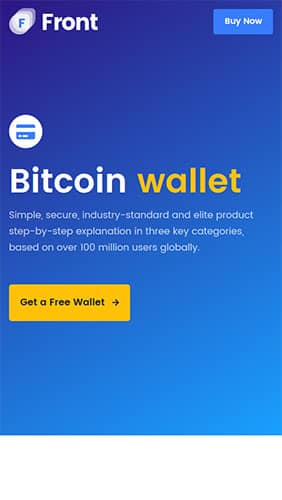 F Front
Buy Now
Bitcoin wallet
Simple, secure, industry-standard and elite product
step-by-step explanation in three key categories,
based on over 100 million users globally.
Get a Free Wallet →